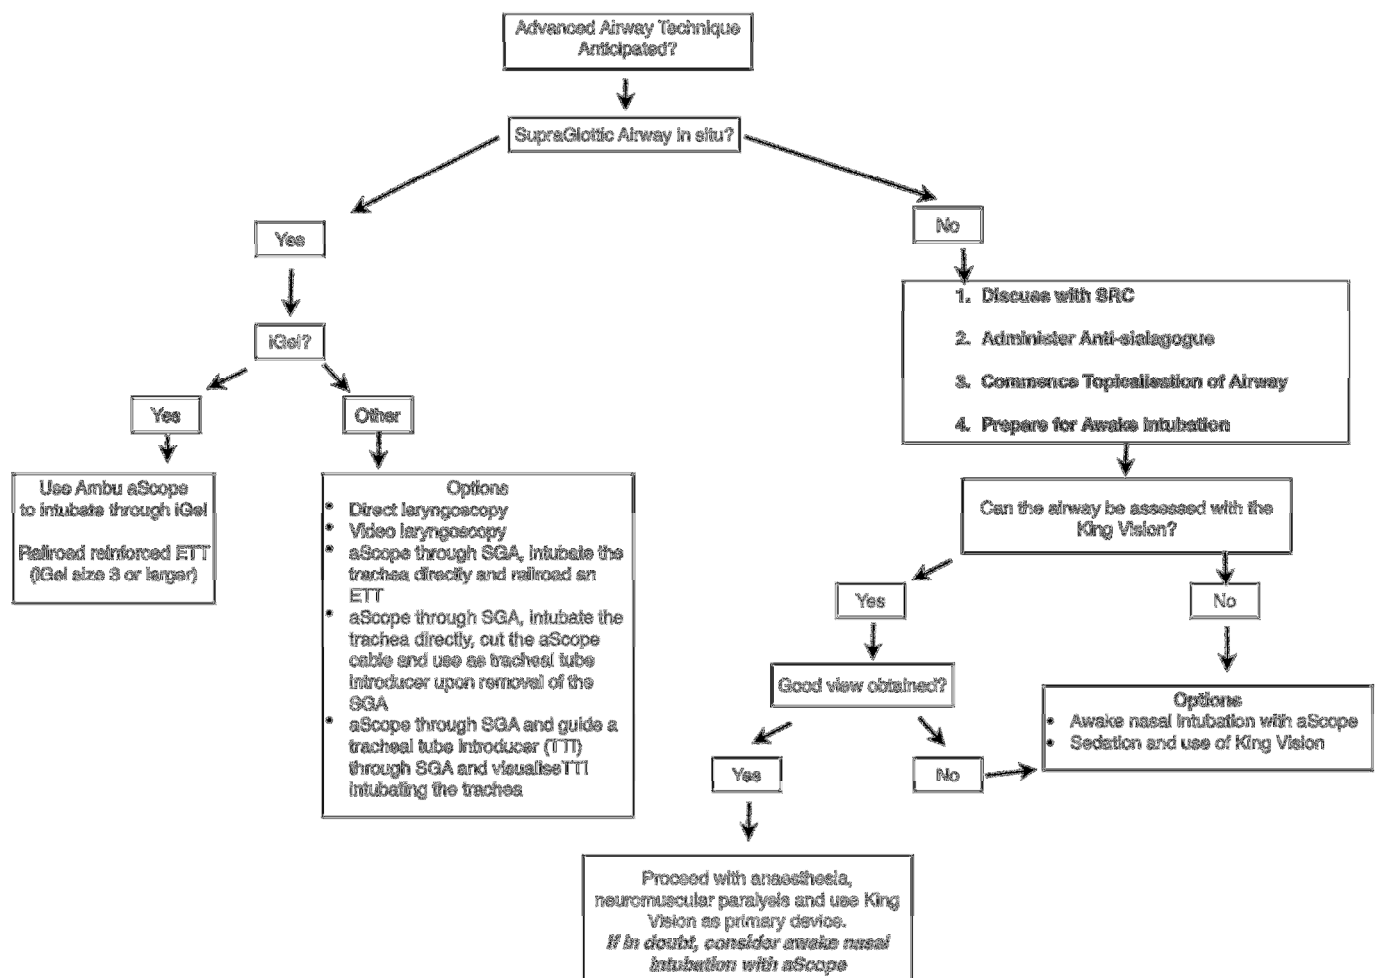 Advanced Airway Technique
Anticipated?
SupraGlottic Airway in situ?
Yes
No
iGel?
1. Discuss with SRC
2. Administer Anti-sialagogue
3. Commence Topicalisation of Airway
4. Prepare for Awake Intubation
Yes
Other
Use Ambu aScope
to intubate through iGel
Railroad reinforced ETT
(iGel size 3 or larger)
Options
• Direct laryngoscopy
• Video laryngoscopy
• aScope through SGA, intubate the
trachea directly and railroad an
ETT
• aScope through SGA, intubate the
trachea directly, cut the aScope
cable and use as tracheal tube
introducer upon removal of the
SGA
• aScope through SGA and guide a
tracheal tube introducer (TTI)
through SGA and visualiseTTI
intubating the trachea
Can the airway be assessed with the
King Vision?
Yes
No
Good view obtained?
Options
• Awake nasal intubation with aScope
• Sedation and use of King Vision
Yes
No
Proceed with anaesthesia,
neuromuscular paralysis and use King
Vision as primary device.
If in doubt, consider awake nasal
intubation with aScope